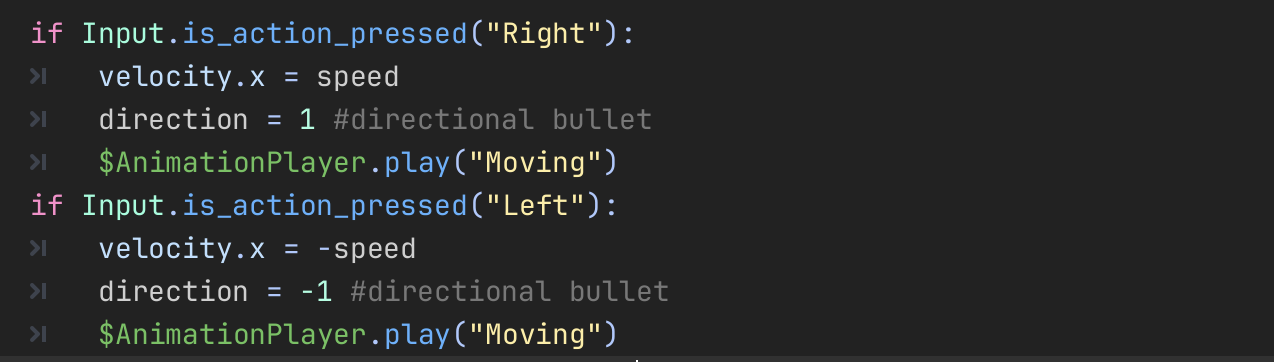 if Input.is_action_pressed("Right"):
velocity.x = speed
direction = 1 #directional bullet
$AnimationPlayer.play("Moving")
if Input.is_action_pressed("Left"):
velocity.x = -speed
direction = -1 #directional bullet
$AnimationPlayer.play("Moving")